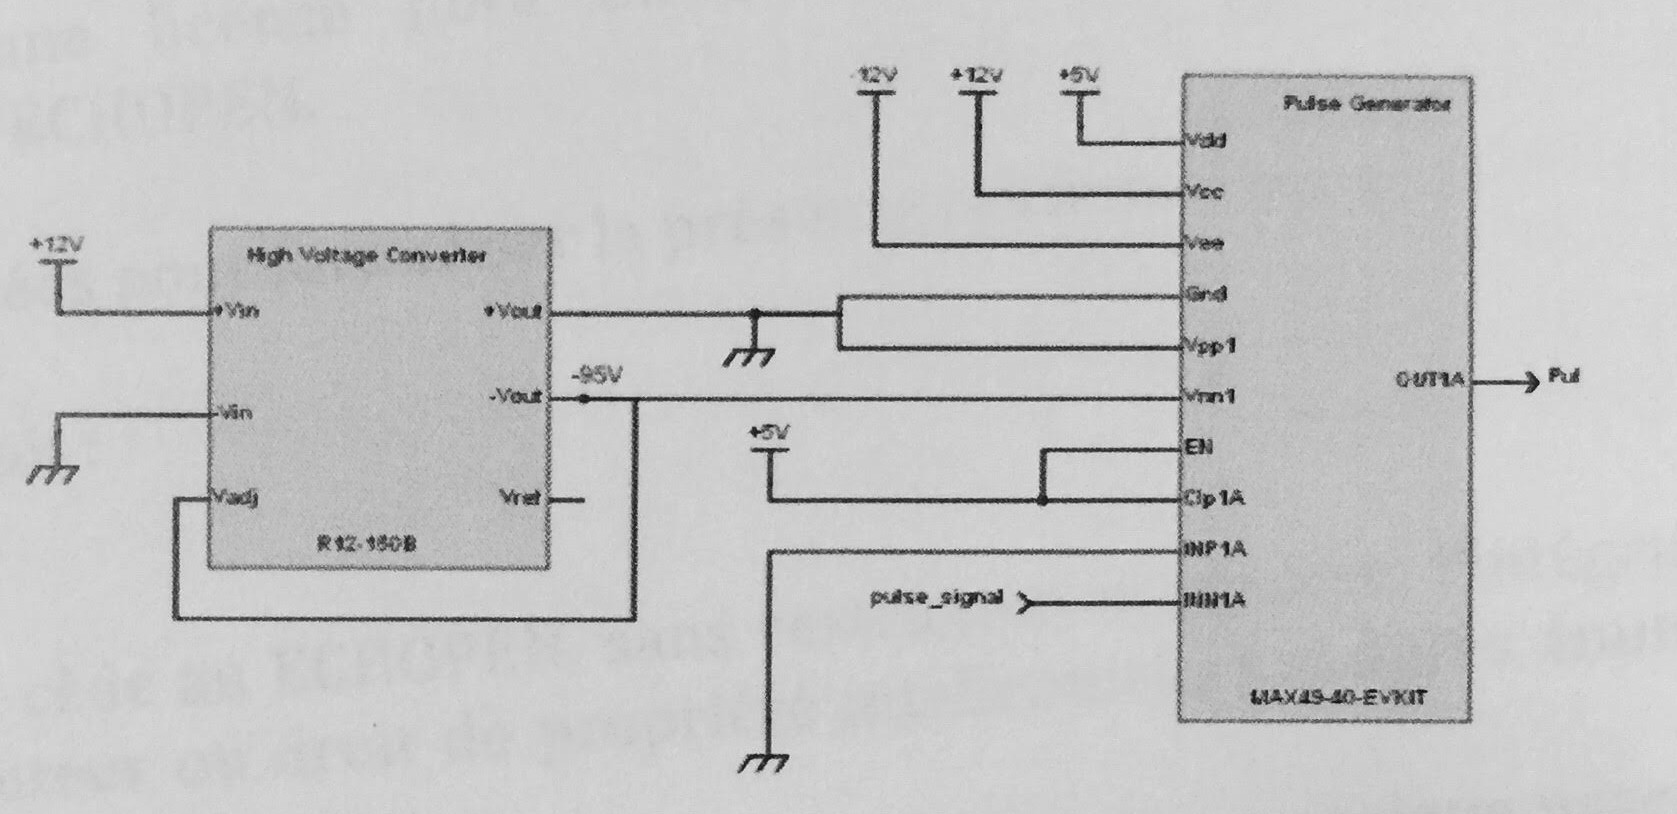 -12V +12V +5V
Pulse Generator
Vdd
Vcc
+12V
High Voltage Converter
Vee
+Vin
+Vout
Gnd
Vpp1
-95V
OUT1A
Pul
-Vout
Vnn1
-Vin
+5V
EN
Vadj
Vref
Clp1A
R12-150B
INP1A
pulse_signal
INN1A
MAX49-40-EVKIT
ECHOPEN.